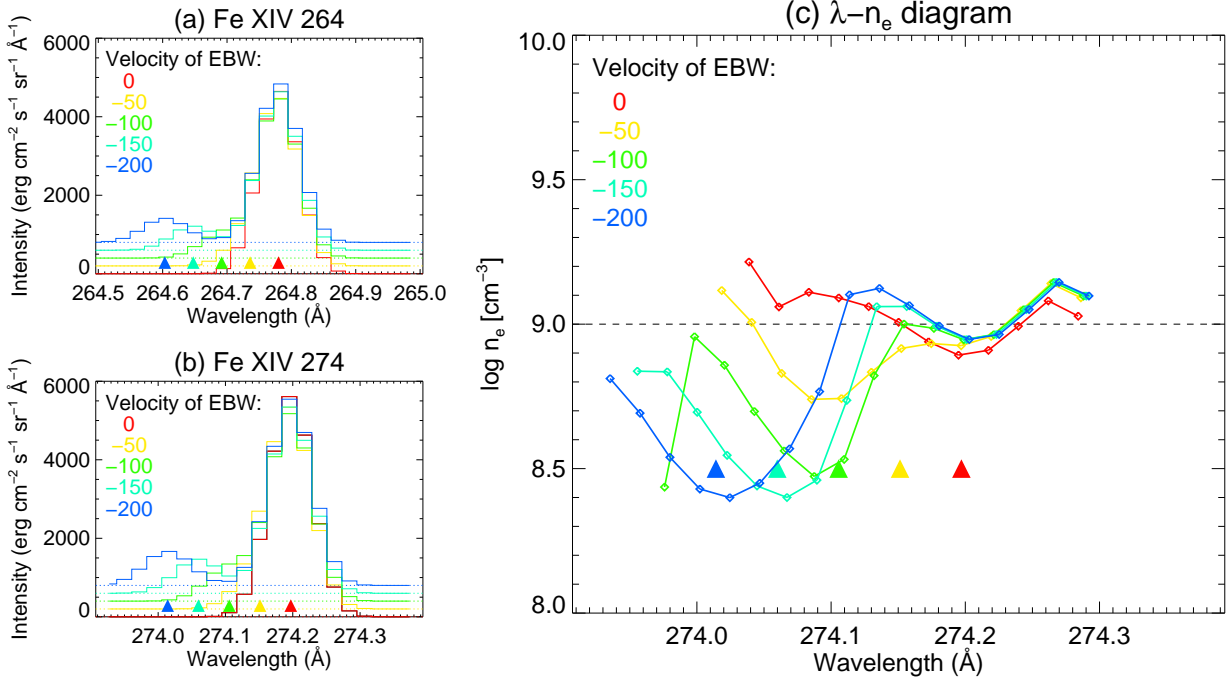 (a) Fe XIV 264
Intensity (erg cm⁻² s⁻¹ sr⁻¹ Å⁻¹)
6000
4000
2000
0
Velocity of EBW:
0
−50
−100
−150
−200
264.5 264.6 264.7 264.8 264.9 265.0
Wavelength (Å)
(b) Fe XIV 274
Intensity (erg cm⁻² s⁻¹ sr⁻¹ Å⁻¹)
6000
4000
2000
0
Velocity of EBW:
0
−50
−100
−150
−200
274.0 274.1 274.2 274.3
Wavelength (Å)
(c) λ−nₑ diagram
log nₑ [cm⁻³]
10.0
9.5
9.0
8.5
8.0
Velocity of EBW:
0
−50
−100
−150
−200
274.0 274.1 274.2 274.3
Wavelength (Å)